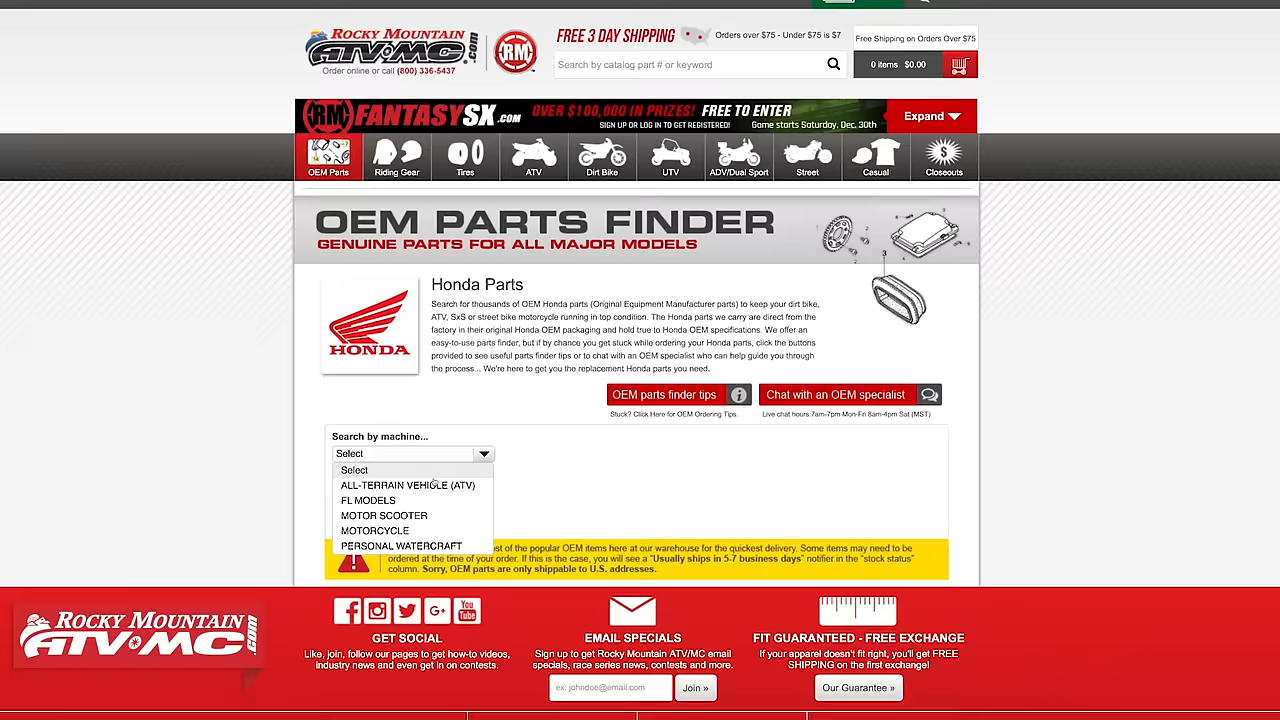 ROCKY MOUNTAIN
ATV•MC.com
Order online or call (800) 336-5437
RM
FREE 3 DAY SHIPPING
Orders over $75 - Under $75 is $7
Free Shipping on Orders Over $75
Search by catalog part # or keyword
0 items $0.00
RM FANTASYSX.COM
OVER $100,000 IN PRIZES! FREE TO ENTER
SIGN UP OR LOG IN TO GET REGISTERED! Game starts Saturday, Dec. 30th
Expand
OEM Parts
Riding Gear
Tires
ATV
Dirt Bike
UTV
ADV/Dual Sport
Street
Casual
Closeouts
OEM PARTS FINDER
GENUINE PARTS FOR ALL MAJOR MODELS
HONDA
Honda Parts
Search for thousands of OEM Honda parts (Original Equipment Manufacturer parts) to keep your dirt bike,
ATV, SxS or street bike motorcycle running in top condition. The Honda parts we carry are direct from the
factory in their original Honda OEM packaging and hold true to Honda OEM specifications. We offer an
easy-to-use parts finder, but if by chance you get stuck while ordering your Honda parts, click the buttons
provided to see useful parts finder tips or to chat with an OEM specialist who can help guide you through
the process... We're here to get you the replacement Honda parts you need.
OEM parts finder tips
Chat with an OEM specialist
Stuck? Click Here for OEM Ordering Tips.
Live chat hours:7am-7pm Mon-Fri 8am-4pm Sat (MST)
Search by machine...
Select
Select
ALL-TERRAIN VEHICLE (ATV)
FL MODELS
MOTOR SCOOTER
MOTORCYCLE
PERSONAL WATERCRAFT
of the popular OEM items here at our warehouse for the quickest delivery. Some items may need to be
ordered at the time of your order. If this is the case, you will see a "Usually ships in 5-7 business days" notifier in the "stock status"
column. Sorry, OEM parts are only shippable to U.S. addresses.
ROCKY MOUNTAIN
ATV•MC.com
You Tube
GET SOCIAL
Like, join, follow our pages to get how-to videos,
industry news and even get in on contests.
EMAIL SPECIALS
Sign up to get Rocky Mountain ATV/MC email
specials, race series news, contests and more.
ex: johndoe@email.com
Join »
FIT GUARANTEED - FREE EXCHANGE
If your apparel doesn't fit right, you'll get FREE
SHIPPING on the first exchange!
Our Guarantee »